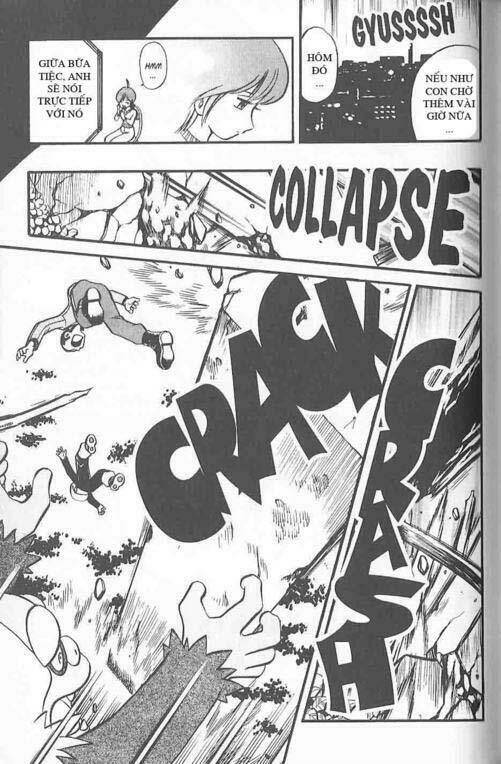 GYUSSSSH
HÔM
ĐÓ
...
NẾU NHƯ
CON CHỜ
THÊM VÀI
GIỜ NỮA
...
HMM
...
GIỮA BỮA
TIỆC, ANH
SẼ NÓI
TRỰC TIẾP
VỚI NÓ
COLLAPSE
CRACK
CRASH